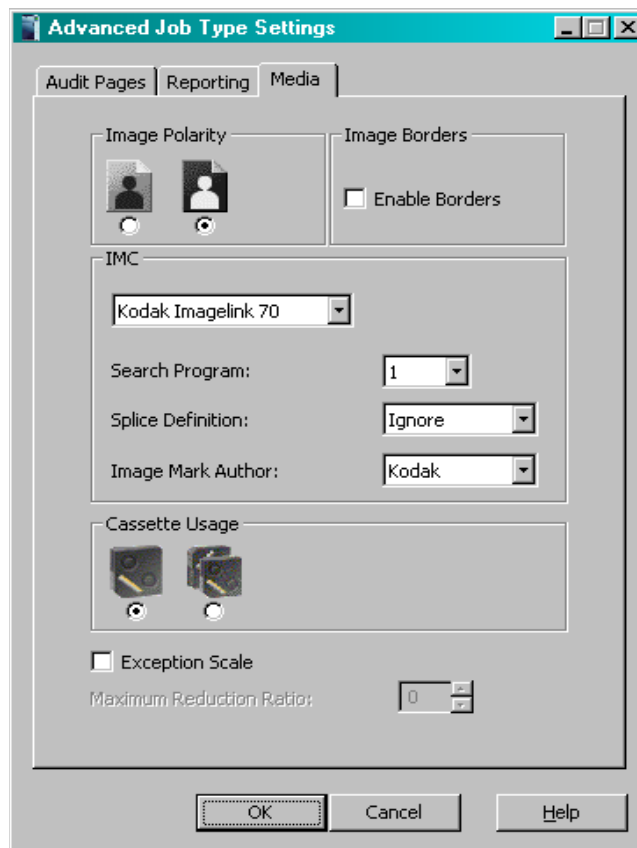 Advanced Job Type Settings
Audit Pages Reporting Media
Image Polarity Image Borders
Enable Borders
IMC
Kodak Imagelink 70
Search Program: 1
Splice Definition: Ignore
Image Mark Author: Kodak
Cassette Usage
Exception Scale
Maximum Reduction Ratio: 0
OK Cancel Help